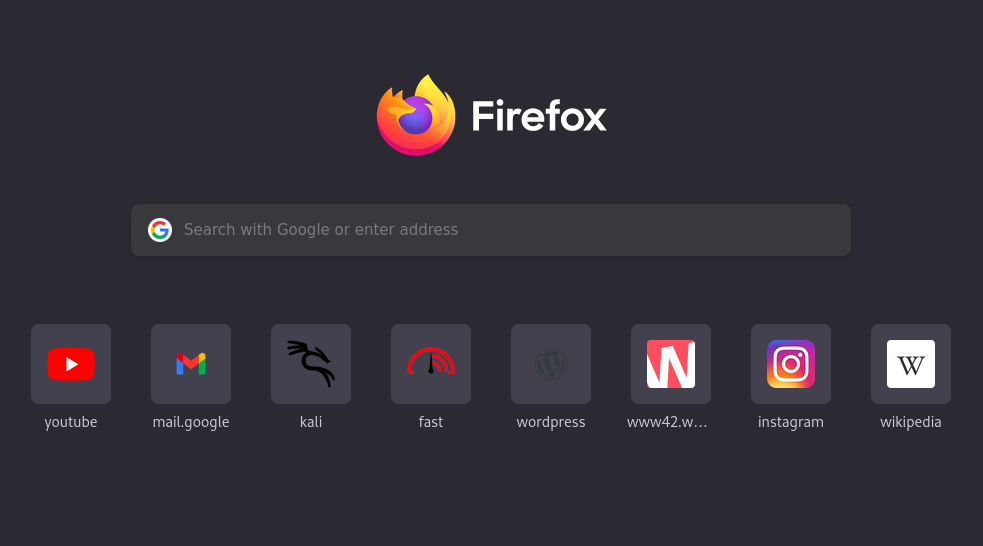 Firefox
Search with Google or enter address
youtube
mail.google
kali
fast
wordpress
www42.w...
instagram
wikipedia